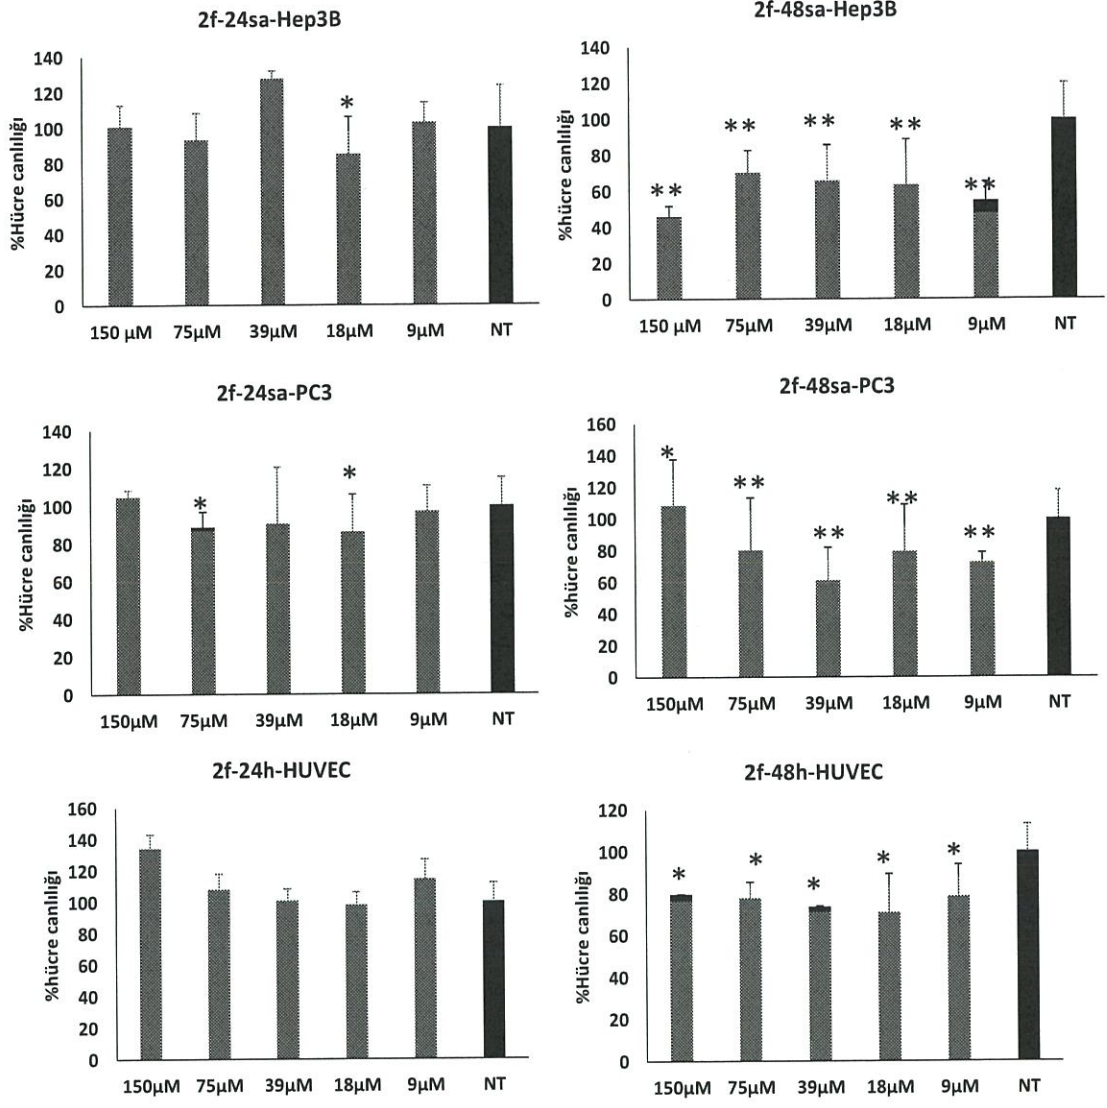 2f-24sa-Hep3B
%Hücre canlılığı
140
120
100
80
60
40
20
0
*
150 µM 75µM 39µM 18µM 9µM NT
2f-48sa-Hep3B
%hücre canlılığı
140
120
100
80
60
40
20
0
** ** ** ** **
150 µM 75µM 39µM 18µM 9µM NT
2f-24sa-PC3
%Hücre canlılığı
140
120
100
80
60
40
20
0
* *
150µM 75µM 39µM 18µM 9µM NT
2f-48sa-PC3
%hücre canlılığı
160
140
120
100
80
60
40
20
0
* ** ** ** **
150µM 75µM 39µM 18µM 9µM NT
2f-24h-HUVEC
%hücre canlılığı
160
140
120
100
80
60
40
20
0
150µM 75µM 39µM 18µM 9µM NT
2f-48h-HUVEC
%Hücre canlılığı
120
100
80
60
40
20
0
* * * * *
150µM 75µM 39µM 18µM 9µM NT